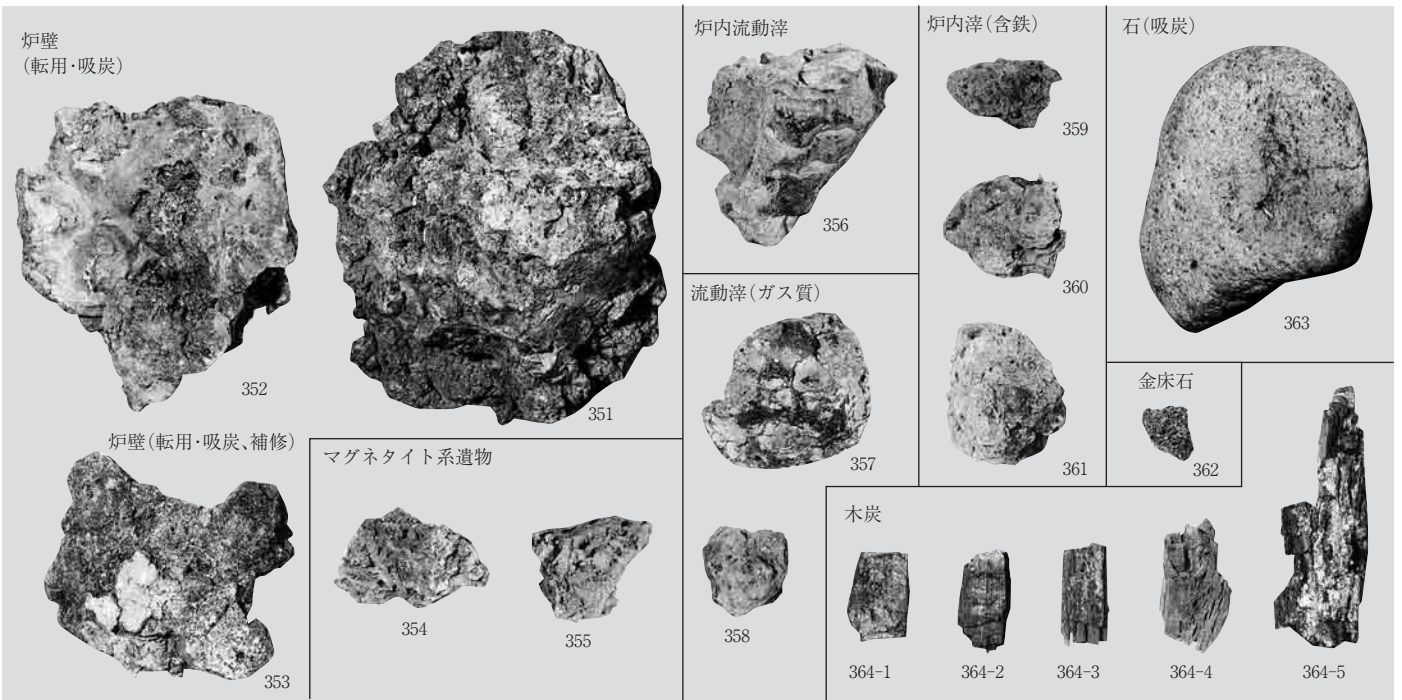 炉壁
(転用・吸炭)
352
351
炉壁(転用・吸炭、補修)
353
マグネタイト系遺物
354
355
炉内流動滓
356
流動滓(ガス質)
357
358
炉内滓(含鉄)
359
360
361
石(吸炭)
363
金床石
362
木炭
364-1
364-2
364-3
364-4
364-5